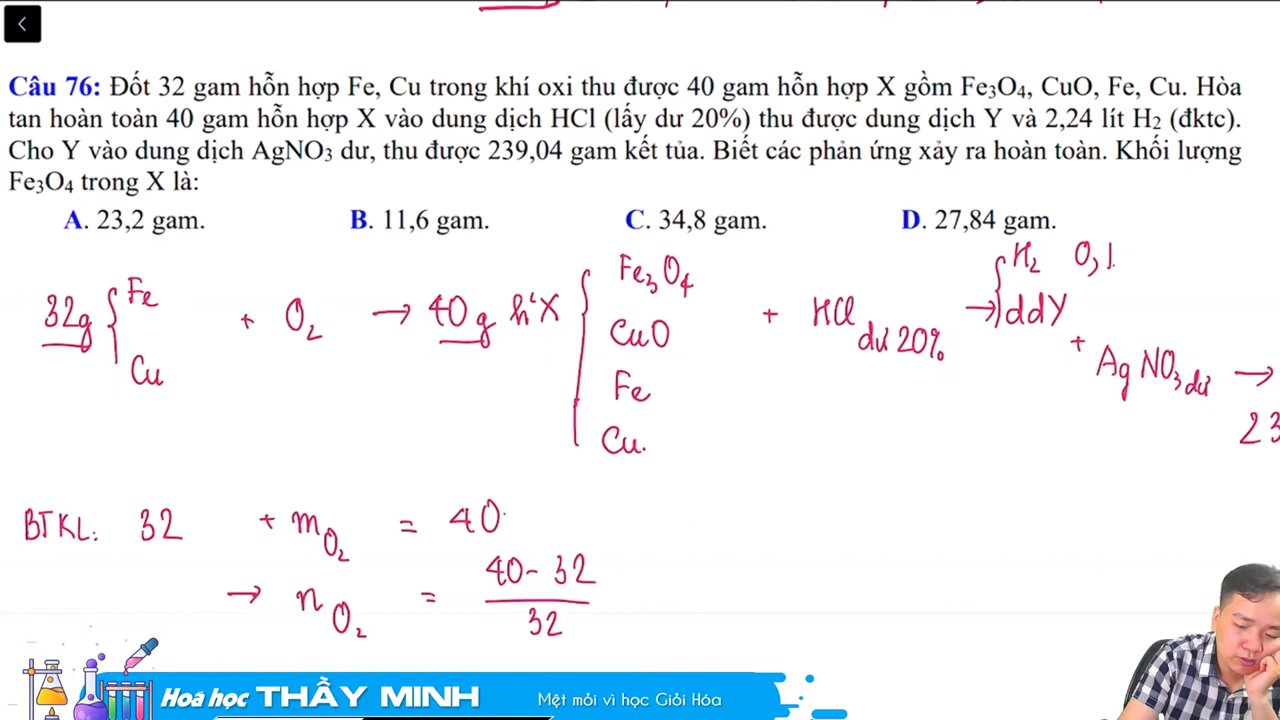 Câu 76: Đốt 32 gam hỗn hợp Fe, Cu trong khí oxi thu được 40 gam hỗn hợp X gồm Fe₃O₄, CuO, Fe, Cu. Hòa
tan hoàn toàn 40 gam hỗn hợp X vào dung dịch HCl (lấy dư 20%) thu được dung dịch Y và 2,24 lít H₂ (đktc).
Cho Y vào dung dịch AgNO₃ dư, thu được 239,04 gam kết tủa. Biết các phản ứng xảy ra hoàn toàn. Khối lượng
Fe₃O₄ trong X là:
A. 23,2 gam. B. 11,6 gam. C. 34,8 gam. D. 27,84 gam.
32g { Fe
Cu
+ O₂ → 40g h² X { Fe₃O₄
CuO
Fe
Cu.
+ HCl dư 20% → { H₂ 0,1
ddY
+ AgNO₃ dư →
23
BTKL: 32 + m O₂ = 40
→ n O₂ = 40 - 32
32
Hoá học THẦY MINH
Mệt mỏi vì học Giỏi Hóa